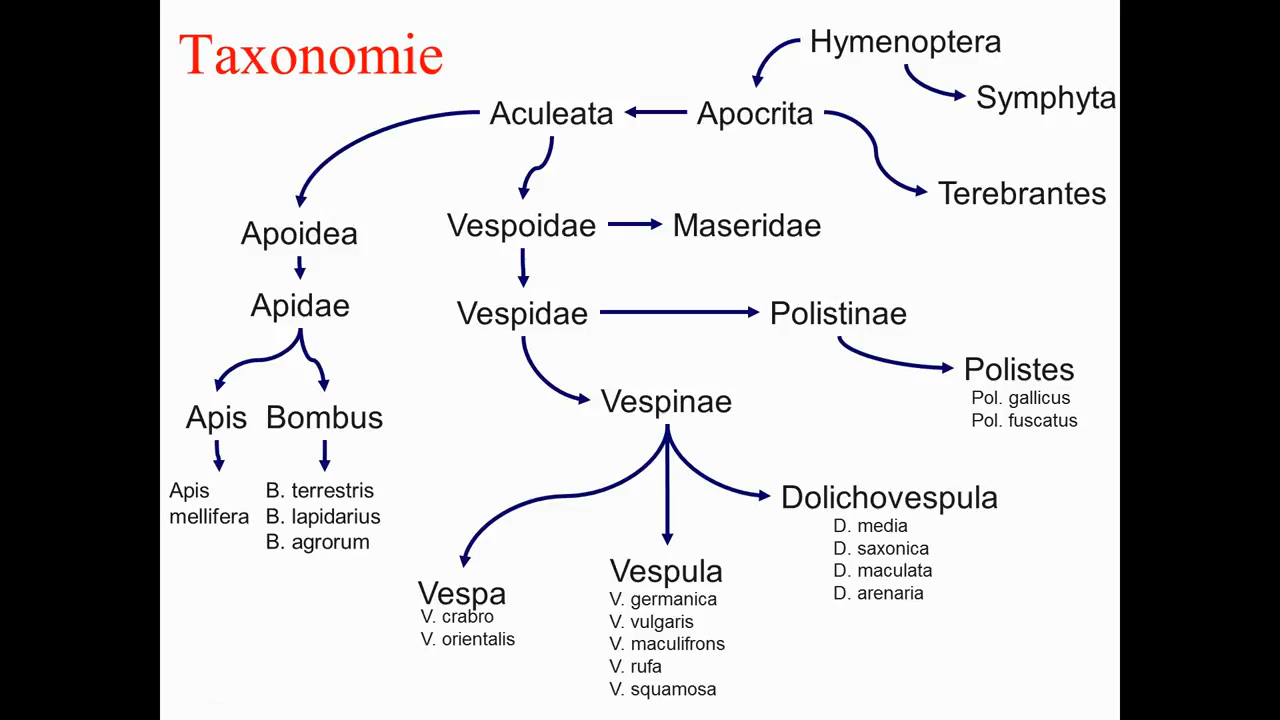 Taxonomie
Hymenoptera
Symphyta
Aculeata
Apocrita
Terebrantes
Apoidea
Vespoidae
Maseridae
Apidae
Vespidae
Polistinae
Polistes
Pol. gallicus
Pol. fuscatus
Vespinae
Apis
Bombus
Apis
mellifera
B. terrestris
B. lapidarius
B. agrorum
Dolichovespula
D. media
D. saxonica
D. maculata
D. arenaria
Vespa
V. crabro
V. orientalis
Vespula
V. germanica
V. vulgaris
V. maculifrons
V. rufa
V. squamosa